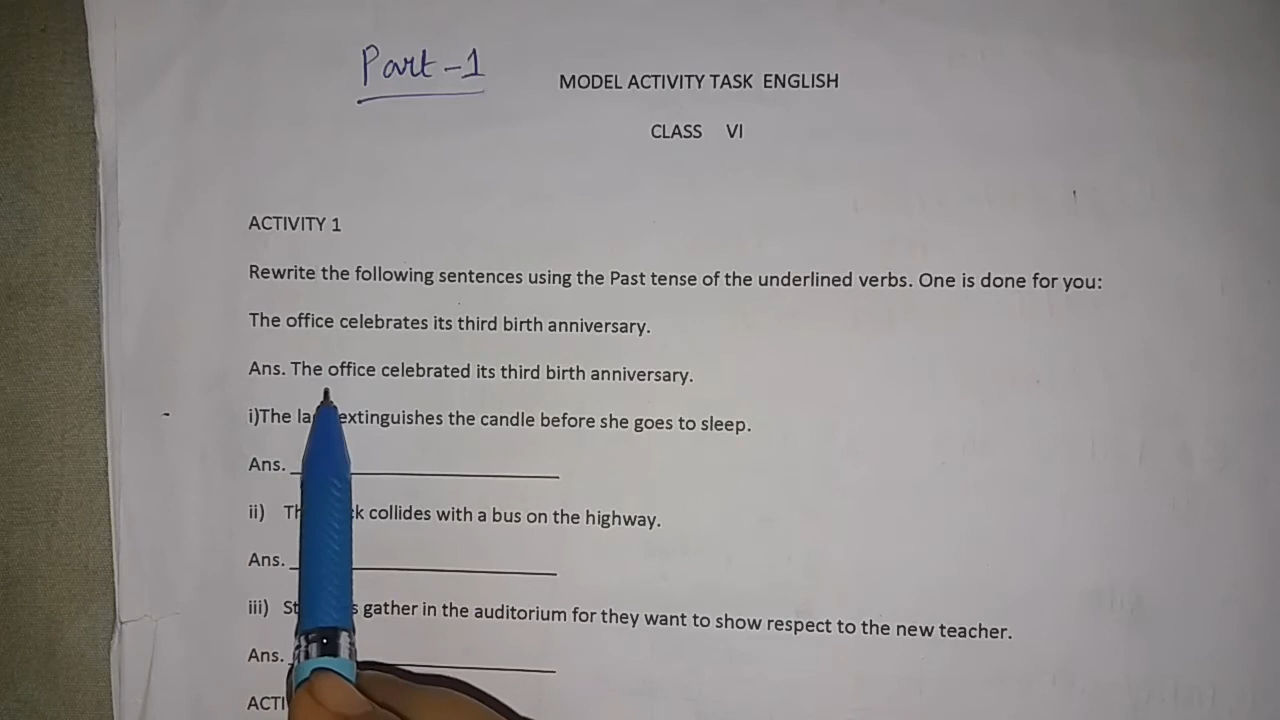 Part-1
MODEL ACTIVITY TASK ENGLISH
CLASS VI
ACTIVITY 1
Rewrite the following sentences using the Past tense of the underlined verbs. One is done for you:
The office celebrates its third birth anniversary.
Ans. The office celebrated its third birth anniversary.
i)The extinguishes the candle before she goes to sleep.
Ans.
ii) collides with a bus on the highway.
Ans.
iii) gather in the auditorium for they want to show respect to the new teacher.
Ans.